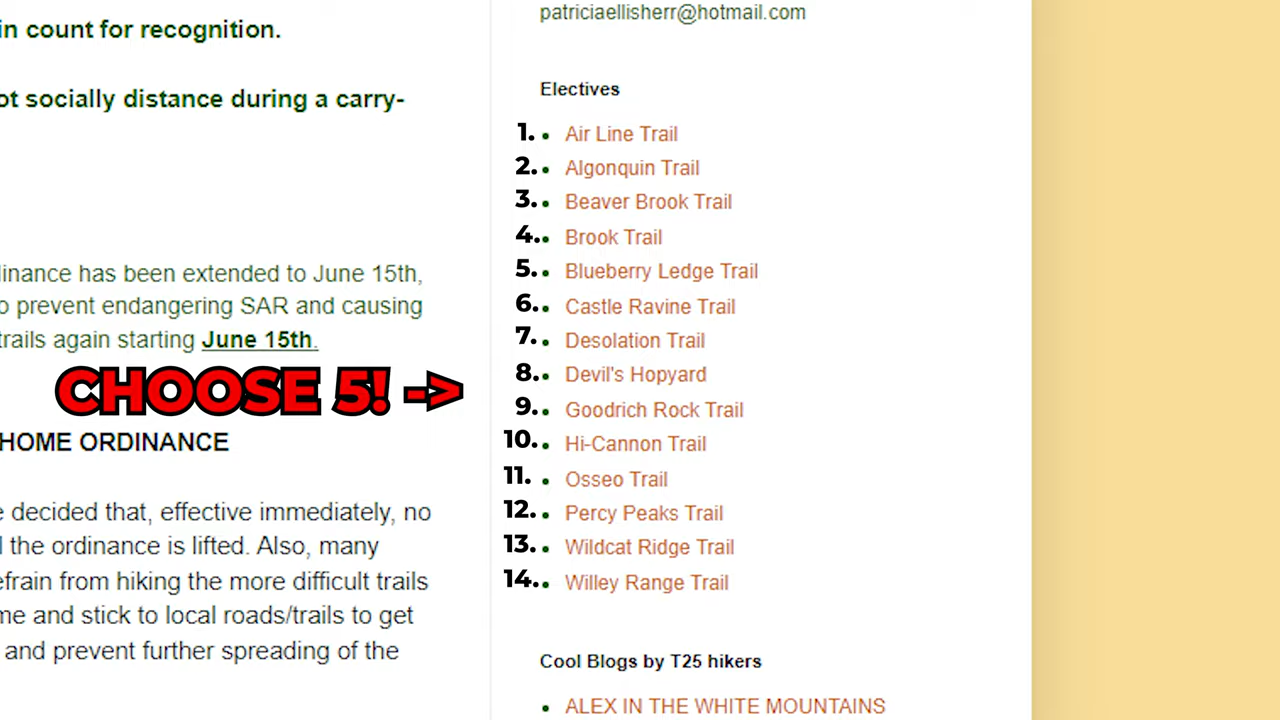 in count for recognition.
ot socially distance during a carry-
dinance has been extended to June 15th,
o prevent endangering SAR and causing
trails again starting June 15th.
CHOOSE 5! ->
HOME ORDINANCE
e decided that, effective immediately, no
the ordinance is lifted. Also, many
efrain from hiking the more difficult trails
me and stick to local roads/trails to get
and prevent further spreading of the
patriciaellisherr@hotmail.com
Electives
1. • Air Line Trail
2. • Algonquin Trail
3. • Beaver Brook Trail
4. • Brook Trail
5. • Blueberry Ledge Trail
6. • Castle Ravine Trail
7. • Desolation Trail
8. • Devil's Hopyard
9. • Goodrich Rock Trail
10. • Hi-Cannon Trail
11. • Osseo Trail
12. • Percy Peaks Trail
13. • Wildcat Ridge Trail
14. • Willey Range Trail
Cool Blogs by T25 hikers
• ALEX IN THE WHITE MOUNTAINS